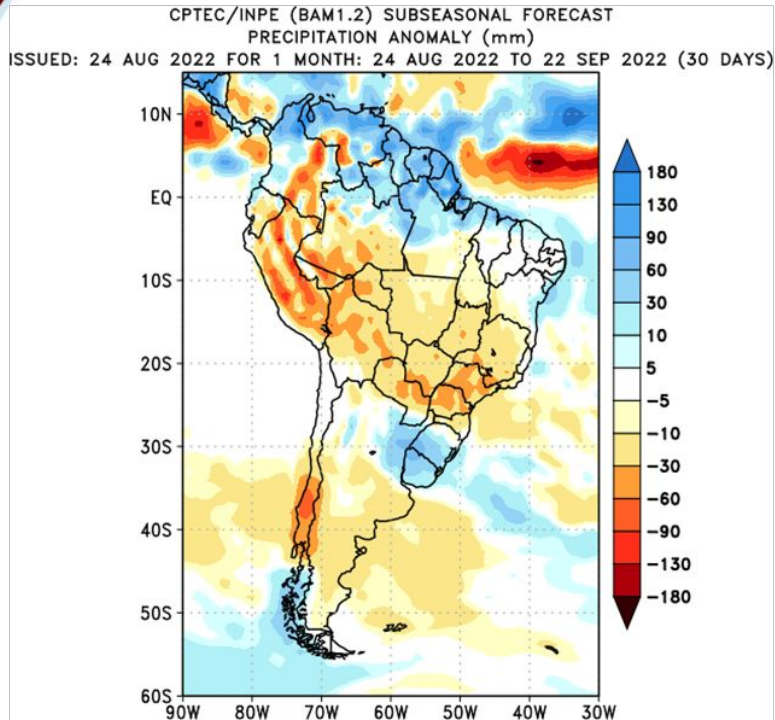 CPTEC/INPE (BAM1.2) SUBSEASONAL FORECAST
PRECIPITATION ANOMALY (mm)
ISSUED: 24 AUG 2022 FOR 1 MONTH: 24 AUG 2022 TO 22 SEP 2022 (30 DAYS)
10N
EQ
10S
20S
30S
40S
50S
60S
90W 80W 70W 60W 50W 40W 30W
180
130
90
60
30
10
5
-5
-10
-30
-60
-90
-130
-180